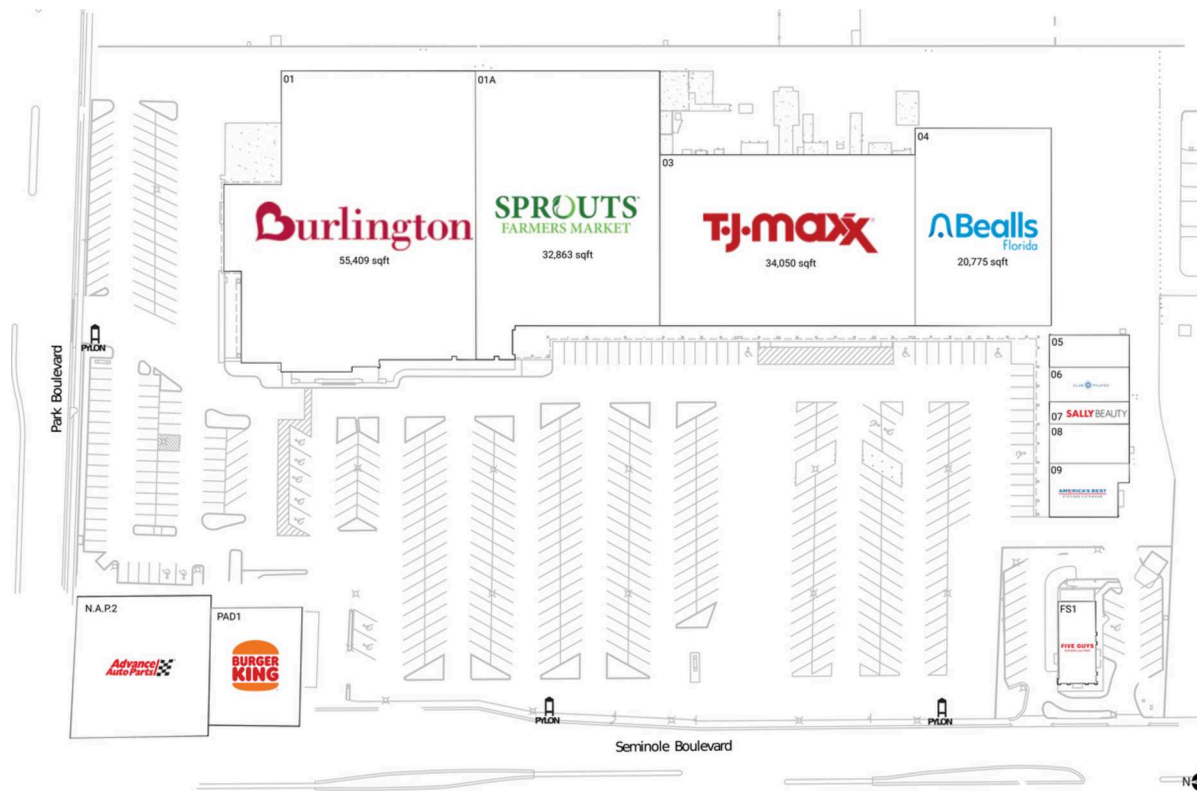 01
Burlington
55,409 sqft
01A
SPROUTS
FARMERS MARKET
32,863 sqft
03
T.J.maxx
34,050 sqft
04
Bealls
Florida
20,775 sqft
PYLON
Park Boulevard
05
06
07
SALLY BEAUTY
08
09
AMERICA'S BEST
N.A.P.2
Advance
Auto Parts
PAD1
BURGER
KING
FS1
FIVE GUYS
PYLON
PYLON
Seminole Boulevard
N